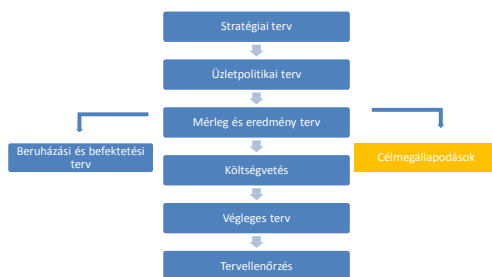 Stratégiai terv
Üzletpolitikai terv
Mérleg és eredmény terv
Beruházási és befektetési
terv
Célmegállapodások
Költségvetés
Végleges terv
Tervellenőrzés